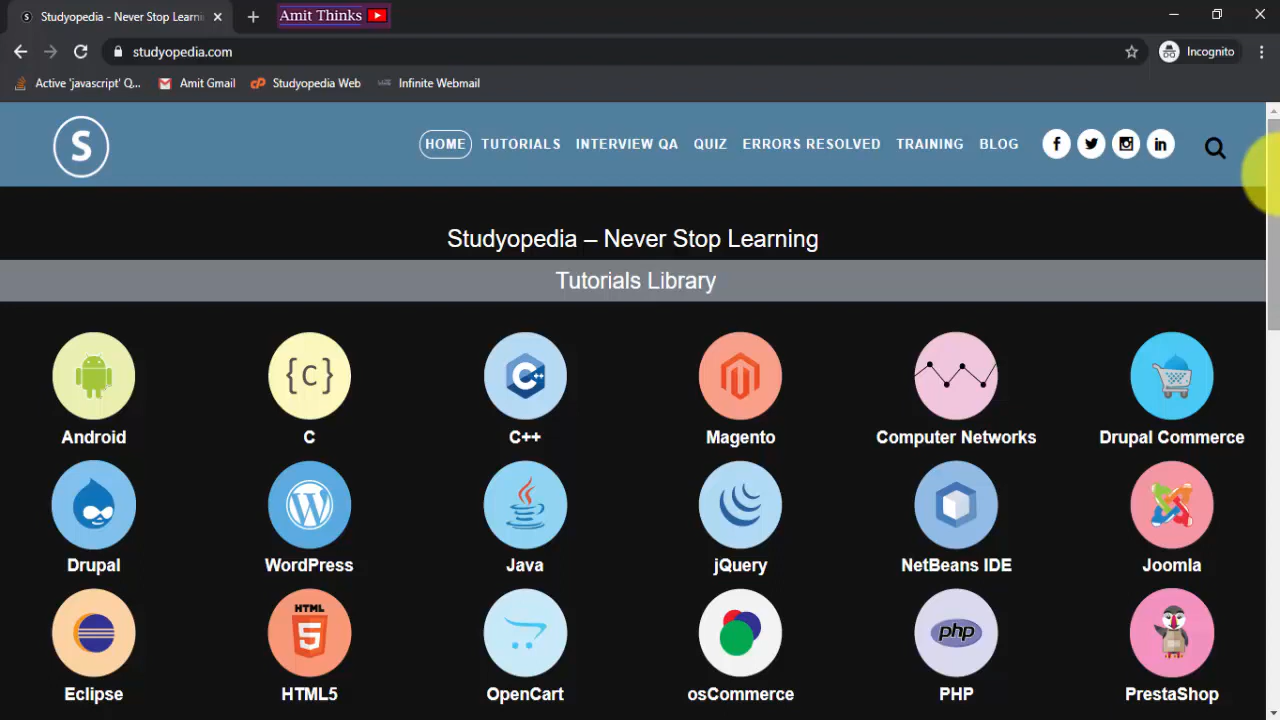 Studyopedia - Never Stop Learni
Amit Thinks
studyopedia.com
Incognito
Active 'javascript' Q...
Amit Gmail
cP
Studyopedia Web
Infinite Webmail
S
HOME
TUTORIALS
INTERVIEW QA
QUIZ
ERRORS RESOLVED
TRAINING
BLOG
Studyopedia – Never Stop Learning
Tutorials Library
{C}
C++
Android
C
C++
Magento
Computer Networks
Drupal Commerce
Drupal
WordPress
Java
jQuery
NetBeans IDE
Joomla
HTML
5
php
Eclipse
HTML5
OpenCart
osCommerce
PHP
PrestaShop